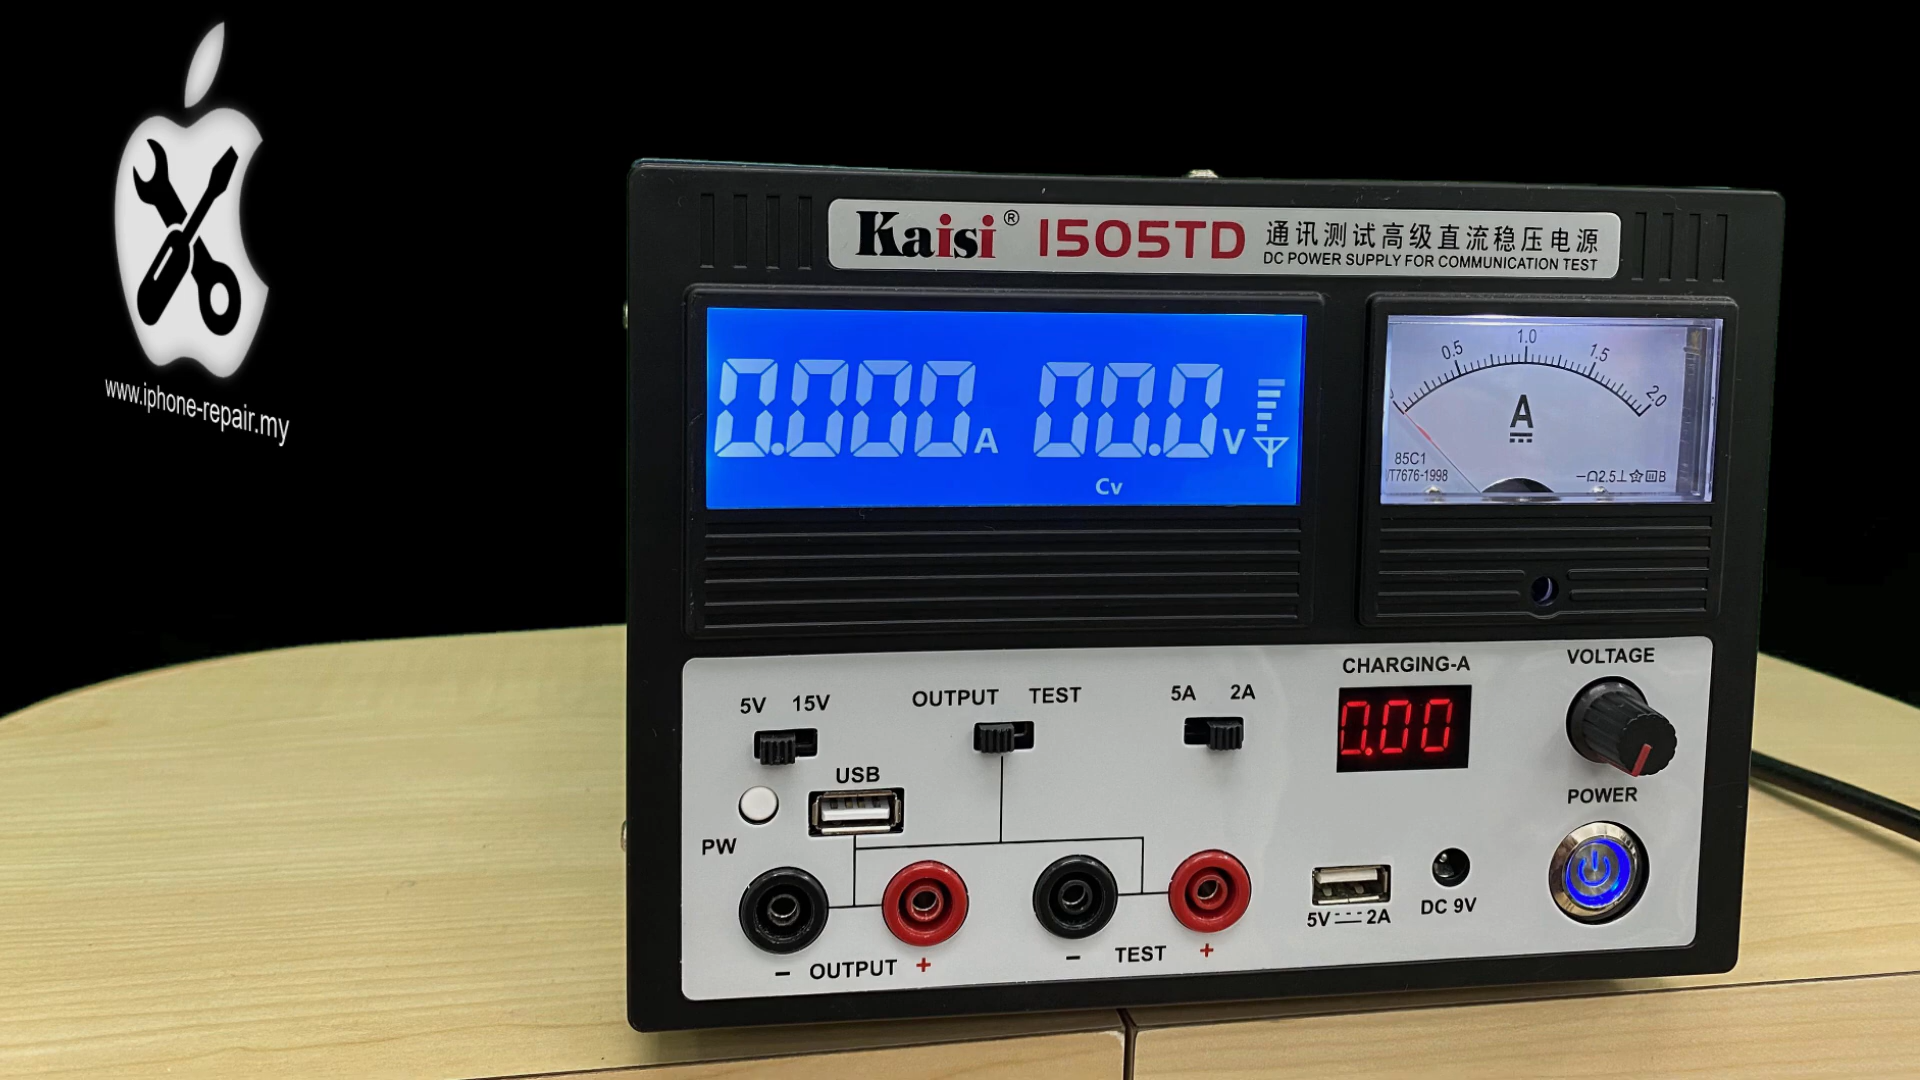 www.iphone-repair.my
Kaisi® 1505TD 通讯测试高级直流稳压电源
DC POWER SUPPLY FOR COMMUNICATION TEST
0.000A 00.0V
Cv
0.5 1.0 1.5 2.0
A
85C1
/T7676-1998
2.5
B
CHARGING-A
VOLTAGE
5V 15V
OUTPUT TEST
5A 2A
0.00
USB
POWER
PW
5V 2A
DC 9V
− OUTPUT +
− TEST +